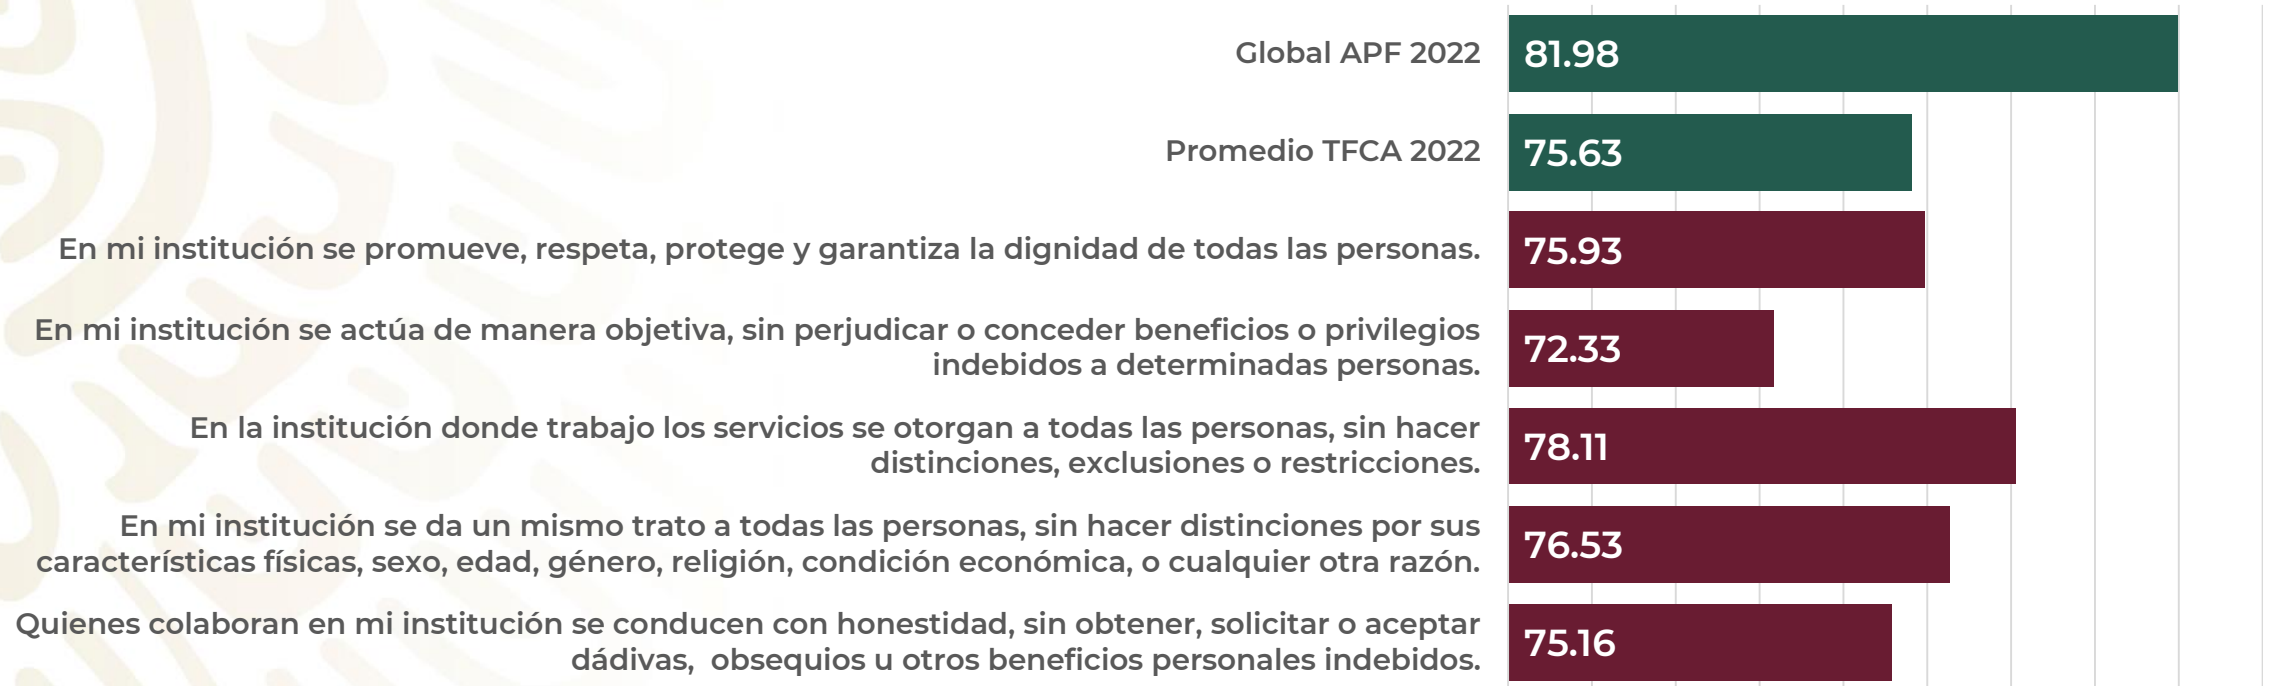 Global APF 2022
81.98
Promedio TFCA 2022
75.63
En mi institución se promueve, respeta, protege y garantiza la dignidad de todas las personas.
75.93
En mi institución se actúa de manera objetiva, sin perjudicar o conceder beneficios o privilegios
indebidos a determinadas personas.
72.33
En la institución donde trabajo los servicios se otorgan a todas las personas, sin hacer
distinciones, exclusiones o restricciones.
78.11
En mi institución se da un mismo trato a todas las personas, sin hacer distinciones por sus
características físicas, sexo, edad, género, religión, condición económica, o cualquier otra razón.
76.53
Quienes colaboran en mi institución se conducen con honestidad, sin obtener, solicitar o aceptar
dádivas,  obsequios u otros beneficios personales indebidos.
75.16